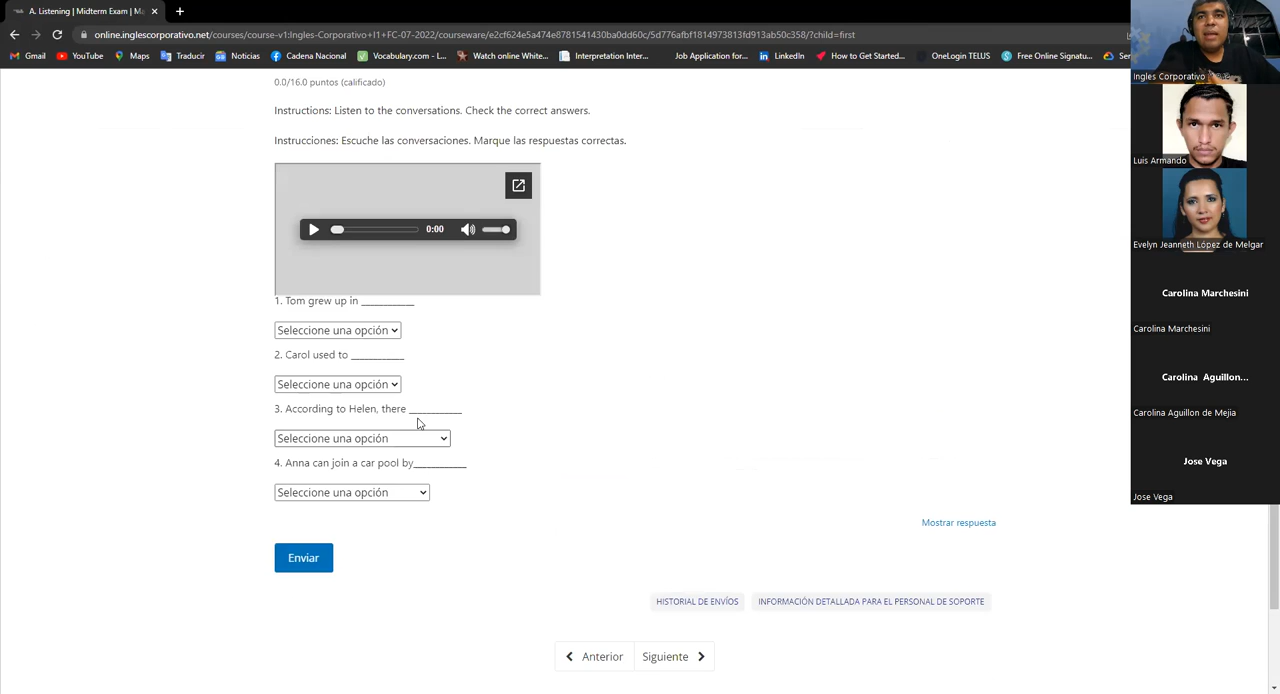 A. Listening | Midterm Exam | Ma
online.inglescorporativo.net/courses/course-v1:Ingles-Corporativo+I1+FC-07-2022/courseware/e2cf624e5a474e8781541430ba0dd60c/5d776afbf1814973813fd913ab50c358/?child=first
Gmail YouTube Maps Traducir Noticias Cadena Nacional Vocabulary.com - L... Watch online White... Interpretation Inter... Job Application for... LinkedIn How to Get Started... OneLogin TELUS Free Online Signatu... Ser
0.0/16.0 puntos (calificado)
Instructions: Listen to the conversations. Check the correct answers.
Instrucciones: Escuche las conversaciones. Marque las respuestas correctas.
0:00
1. Tom grew up in ___________
Seleccione una opción
2. Carol used to ___________
Seleccione una opción
3. According to Helen, there ___________
Seleccione una opción
4. Anna can join a car pool by___________
Seleccione una opción
Mostrar respuesta
Enviar
HISTORIAL DE ENVÍOS INFORMACIÓN DETALLADA PARA EL PERSONAL DE SOPORTE
Anterior Siguiente
Ingles Corporativo
Luis Armando
Evelyn Jeanneth López de Melgar
Carolina Marchesini
Carolina Marchesini
Carolina Aguillon...
Carolina Aguillon de Mejia
Jose Vega
Jose Vega